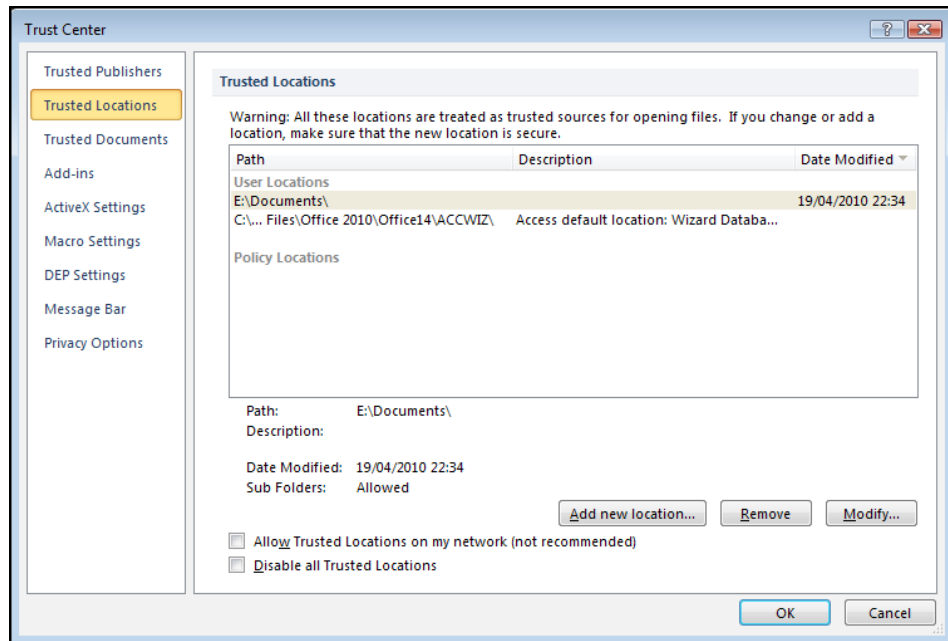 Trust Center
Trusted Publishers
Trusted Locations
Trusted Documents
Add-ins
ActiveX Settings
Macro Settings
DEP Settings
Message Bar
Privacy Options
Trusted Locations
Warning: All these locations are treated as trusted sources for opening files. If you change or add a
location, make sure that the new location is secure.
Path Description Date Modified
User Locations
E:\Documents\ 19/04/2010 22:34
C:\... Files\Office 2010\Office14\ACCWIZ\ Access default location: Wizard Databa...
Policy Locations
Path: E:\Documents\
Description:
Date Modified: 19/04/2010 22:34
Sub Folders: Allowed
Add new location... Remove Modify...
Allow Trusted Locations on my network (not recommended)
Disable all Trusted Locations
OK Cancel